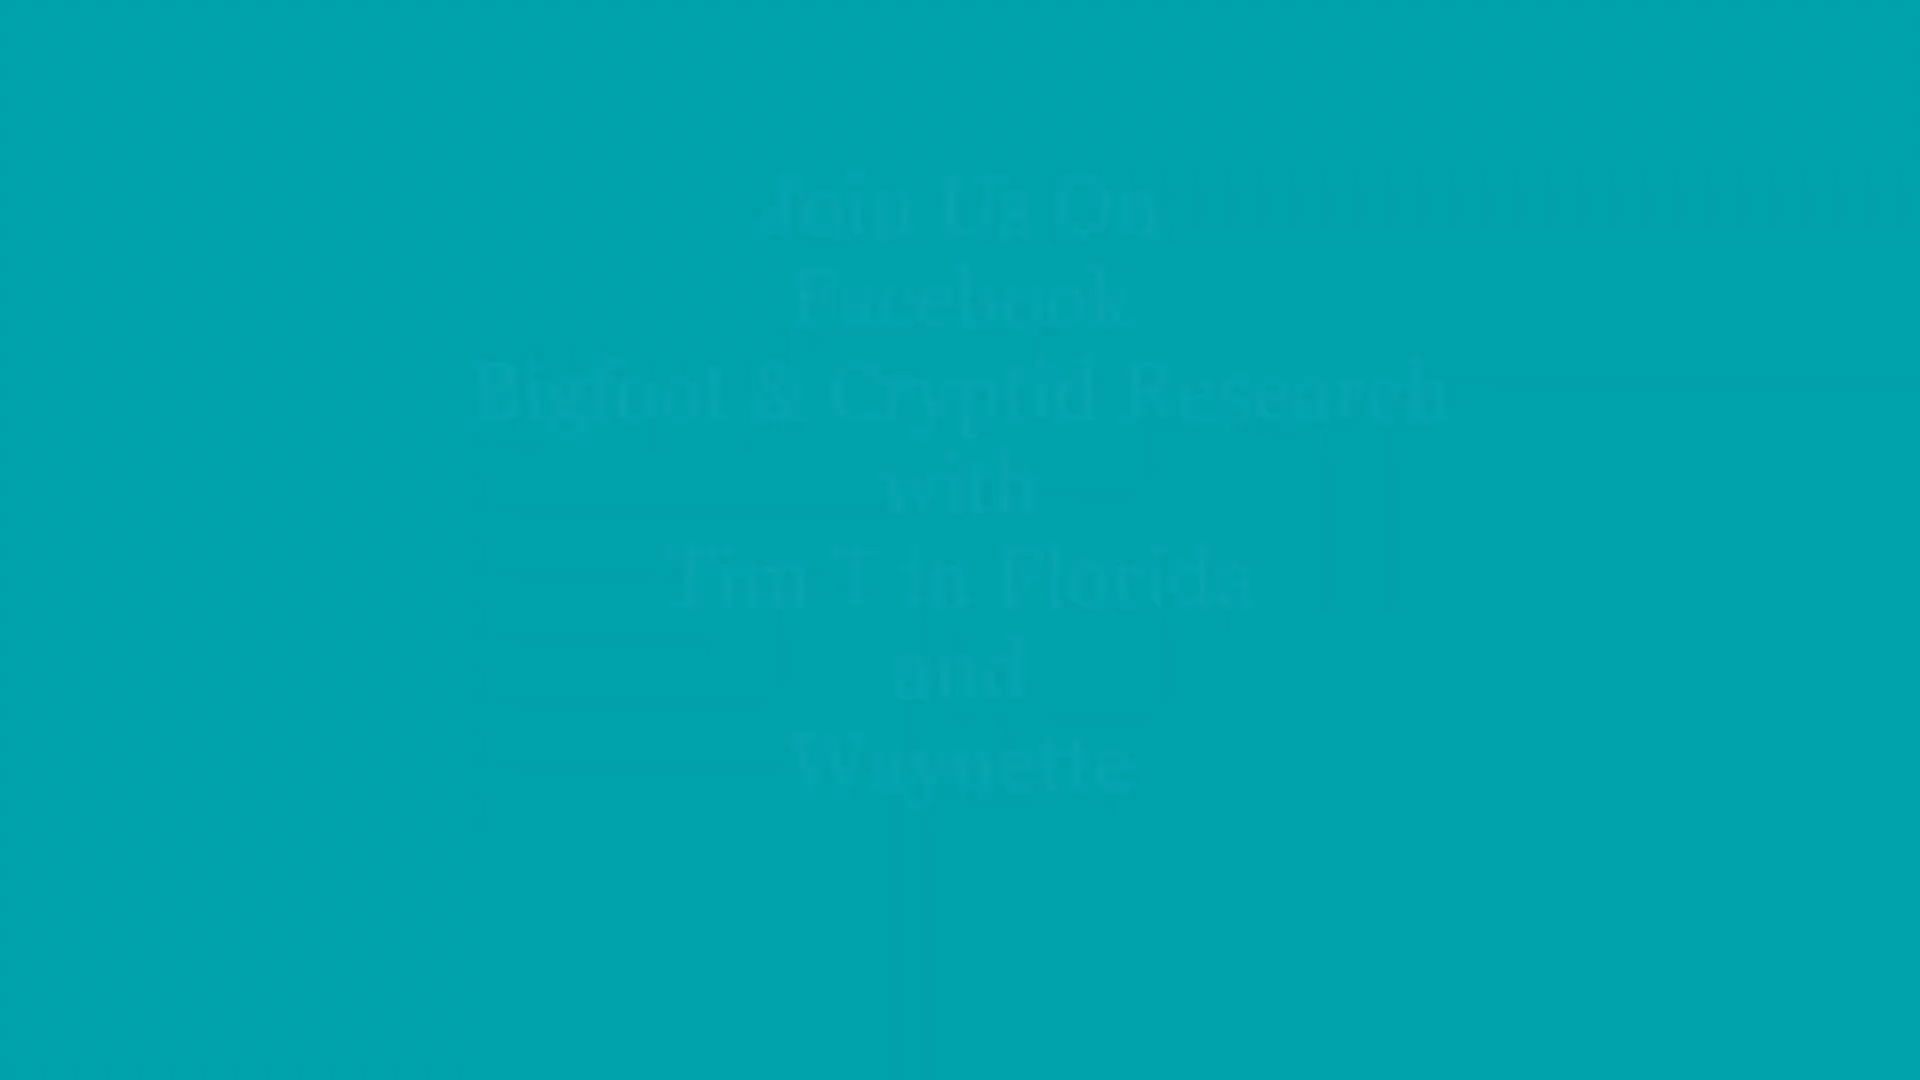 Join Us On
Facebook
Bigfoot & Cryptid Research
with
Tim T in Florida
and
Waynette